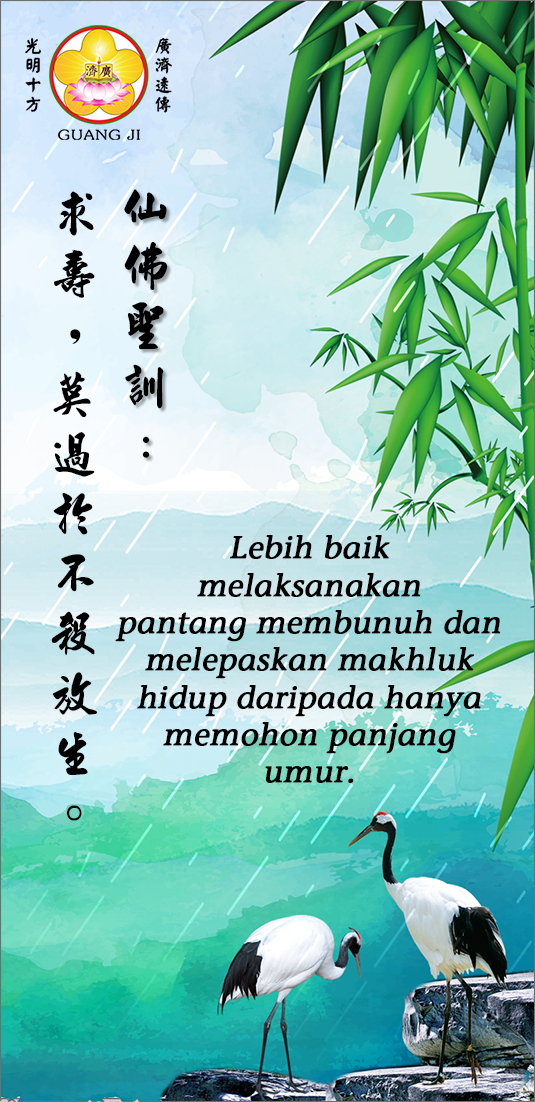 廣濟遠傳
光明十方
廣濟
GUANG JI
仙佛聖訓：
求壽，莫過於不殺放生。
Lebih baik
melaksanakan
pantang membunuh dan
melepaskan makhluk
hidup daripada hanya
memohon panjang
umur.